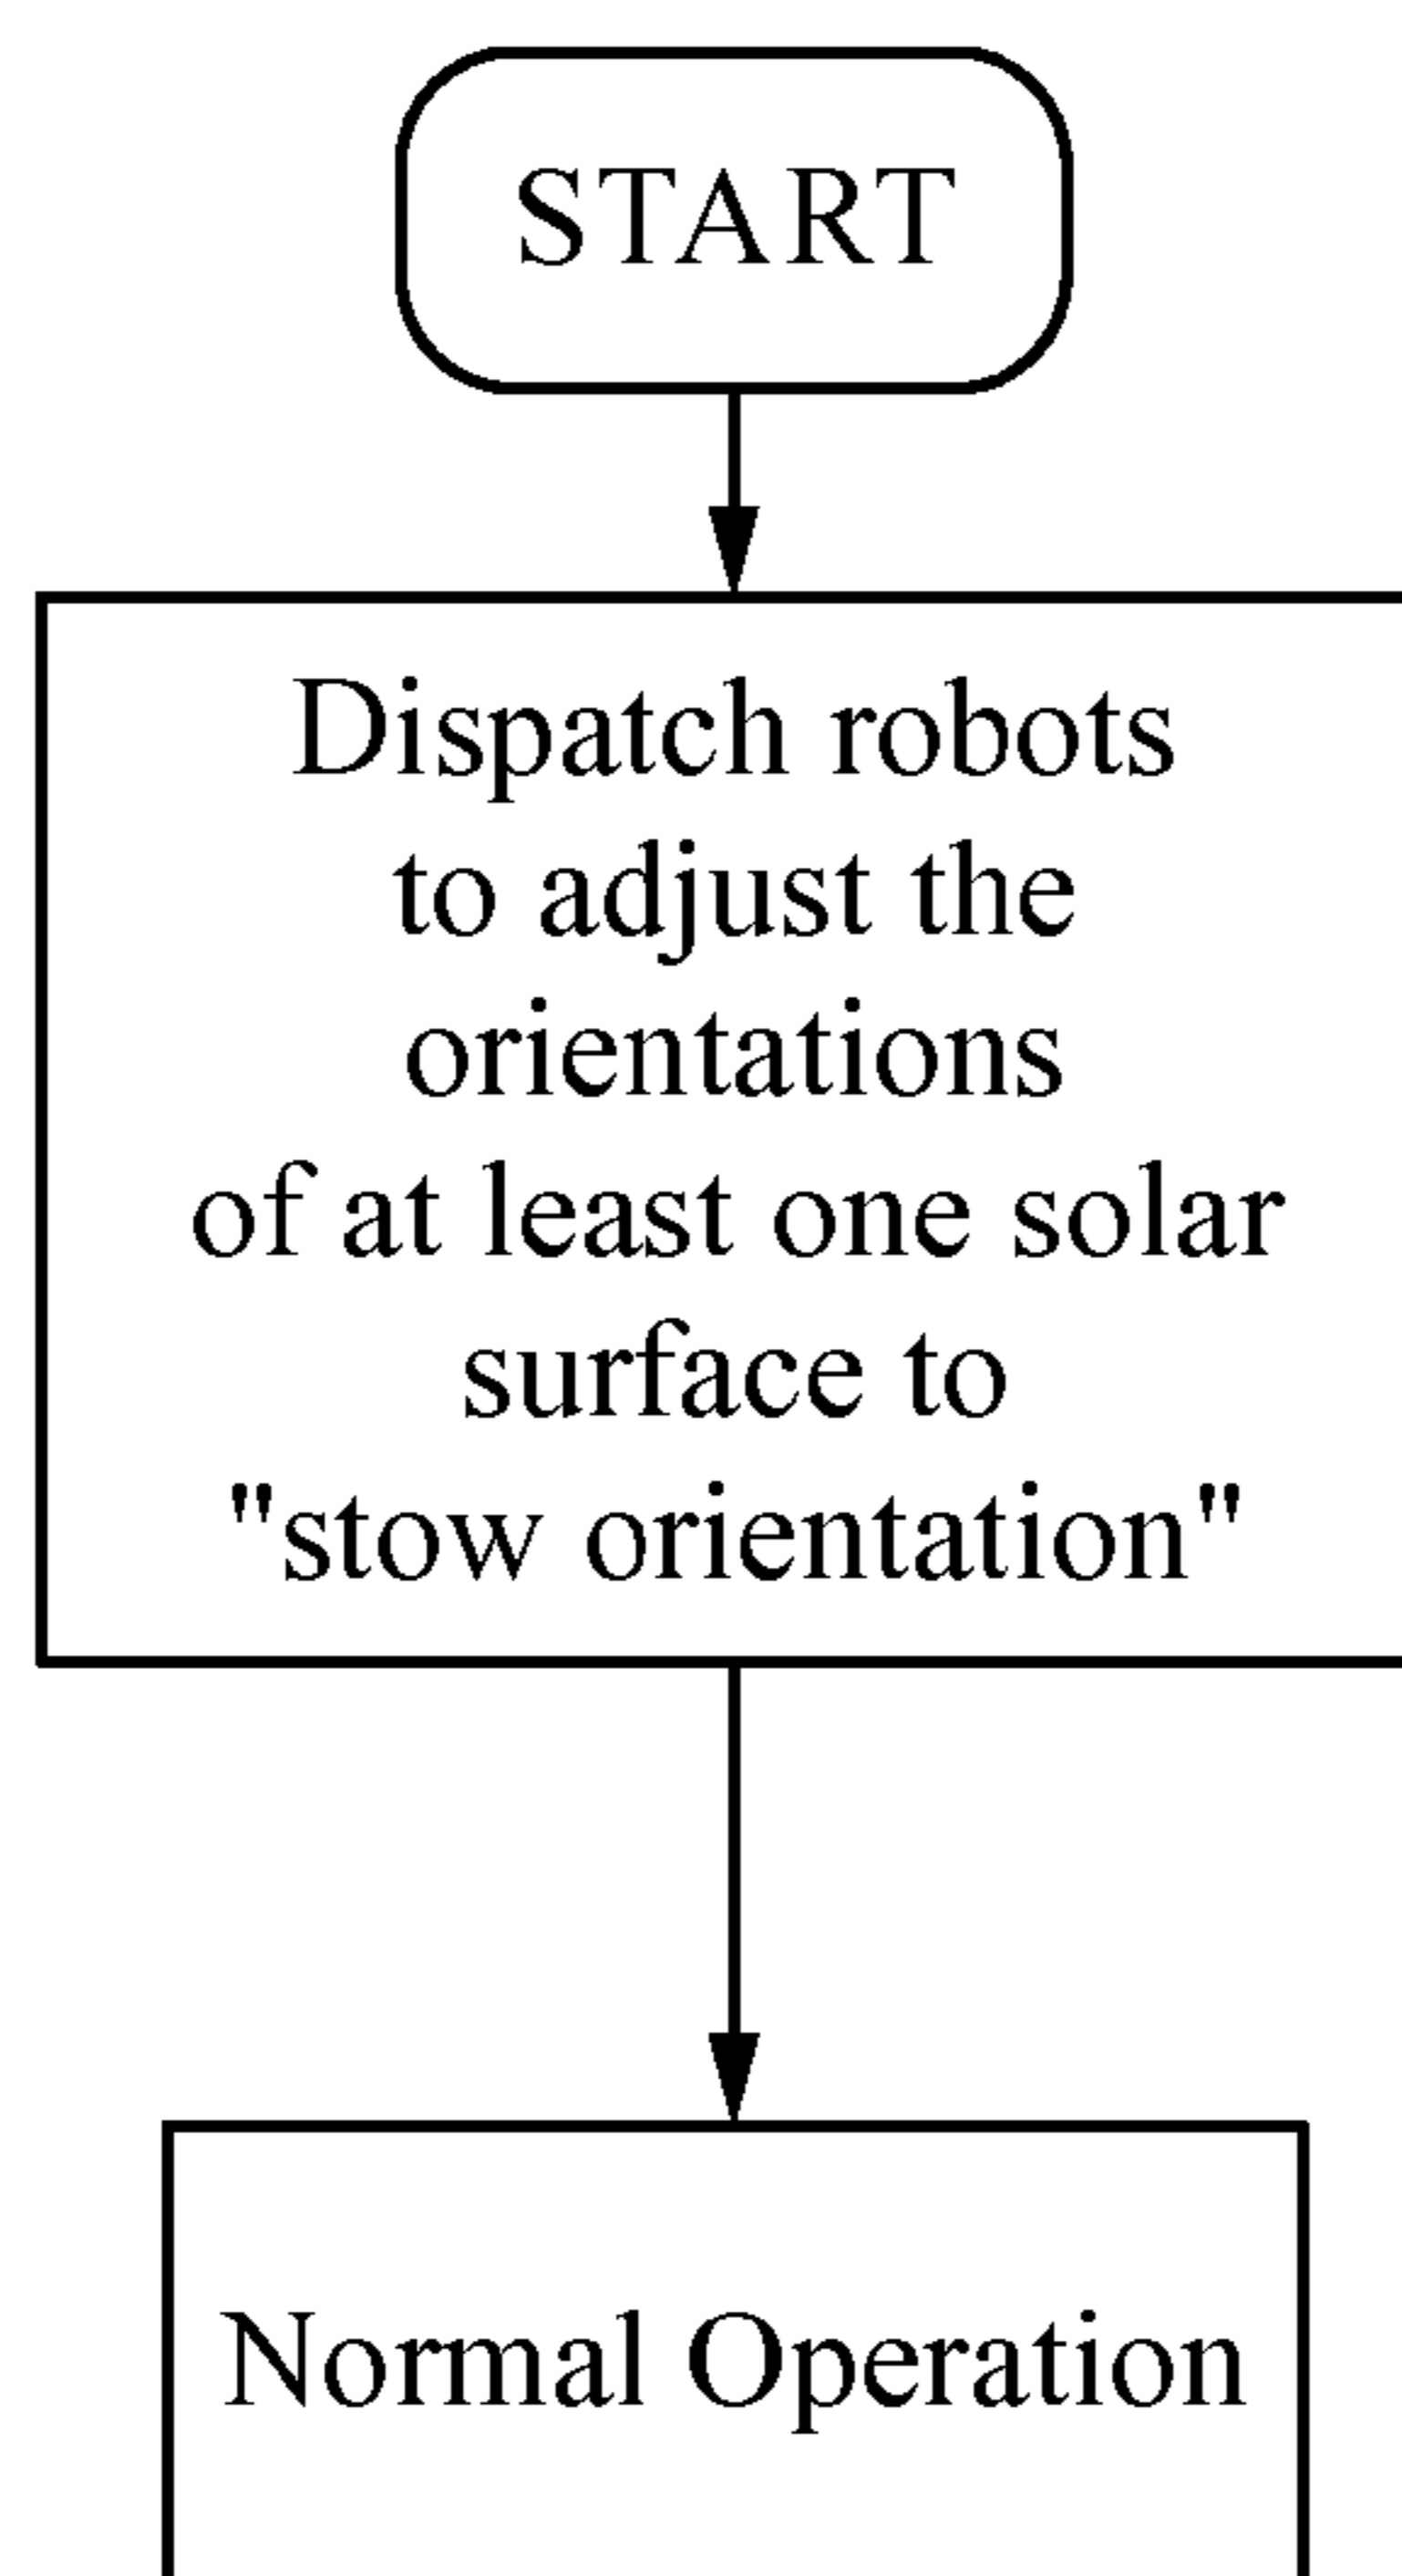 START
Dispatch robots
to adjust the
orientations
of at least one solar
surface to
"stow orientation"
Normal Operation